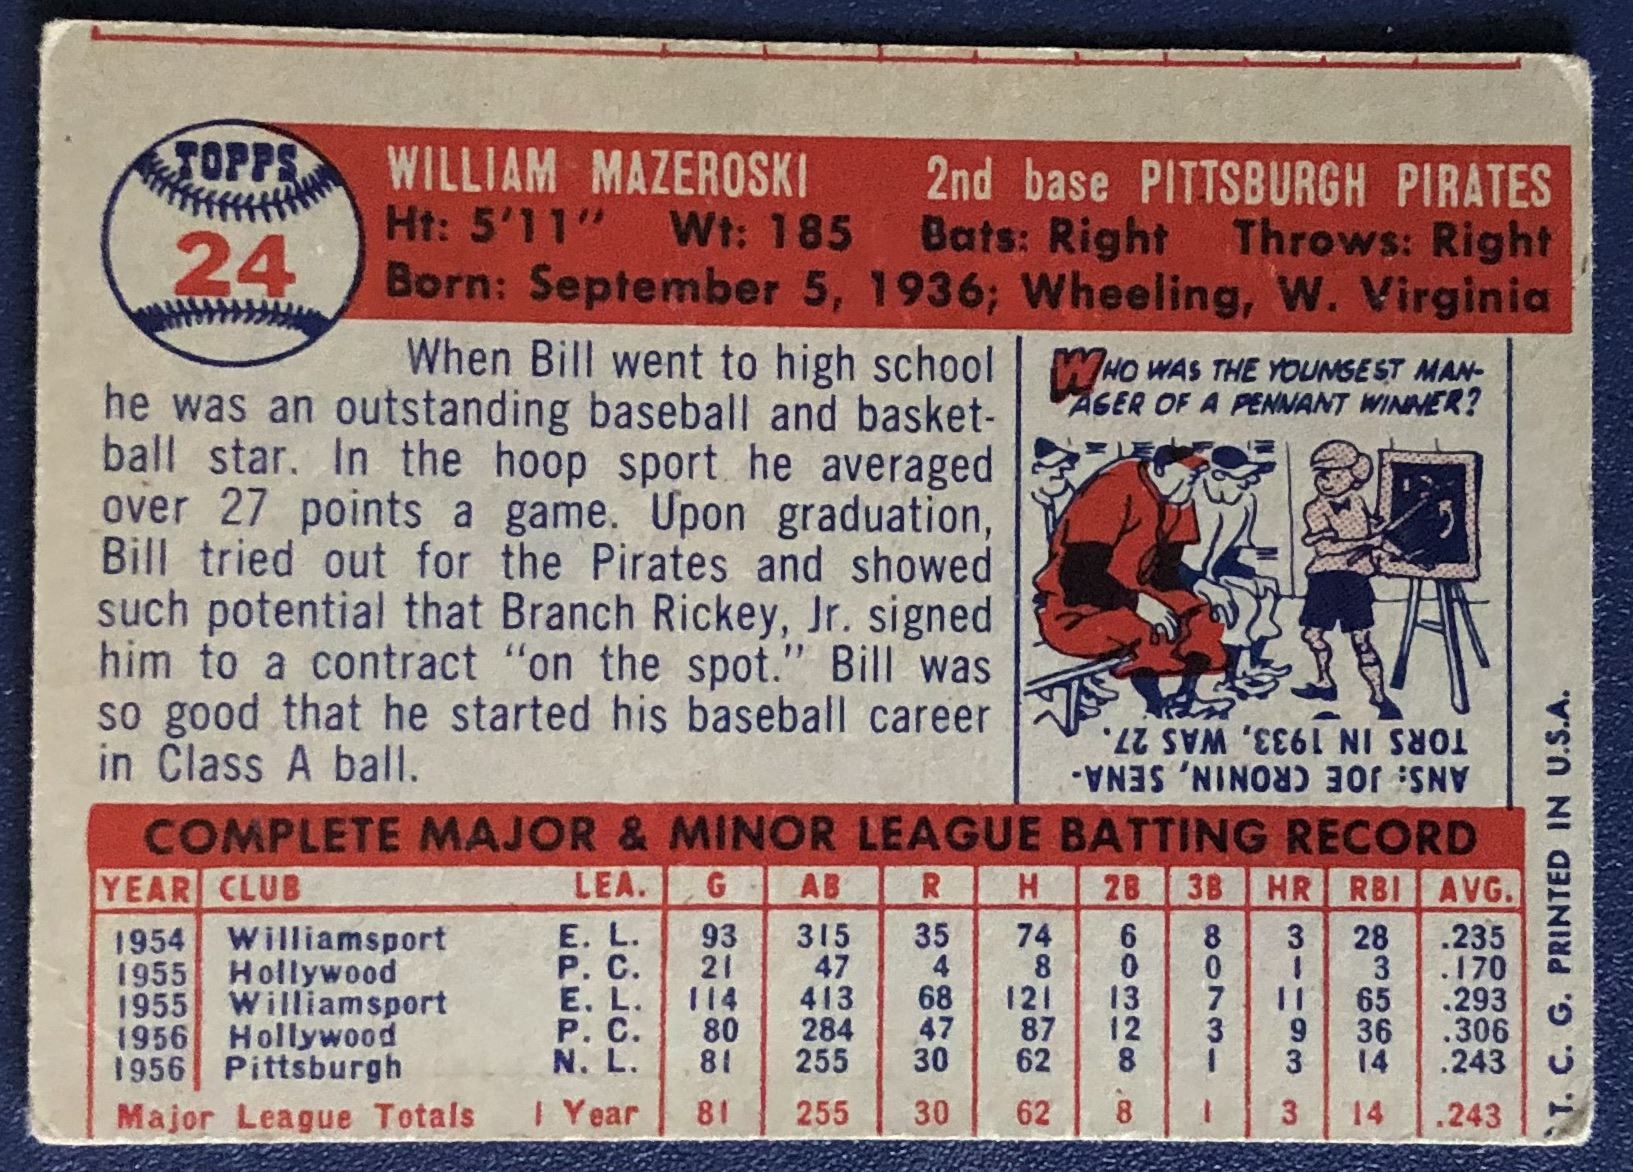 TOPPS
24
WILLIAM MAZEROSKI 2nd base PITTSBURGH PIRATES
Ht: 5'11" Wt: 185 Bats: Right Throws: Right
Born: September 5, 1936; Wheeling, W. Virginia
When Bill went to high school
he was an outstanding baseball and basket-
ball star. In the hoop sport he averaged
over 27 points a game. Upon graduation,
Bill tried out for the Pirates and showed
such potential that Branch Rickey, Jr. signed
him to a contract "on the spot." Bill was
so good that he started his baseball career
in Class A ball.
WHO WAS THE YOUNGEST MAN-
AGER OF A PENNANT WINNER?
ANS: JOE CRONIN, SENA-
TORS IN 1933, WAS 27.
COMPLETE MAJOR & MINOR LEAGUE BATTING RECORD
YEAR CLUB LEA. G AB R H 2B 3B HR RBI AVG.
1954 Williamsport E. L. 93 315 35 74 6 8 3 28 .235
1955 Hollywood P. C. 21 47 4 8 0 0 1 3 .170
1955 Williamsport E. L. 114 413 68 121 13 7 11 65 .293
1956 Hollywood P. C. 80 284 47 87 12 3 9 36 .306
1956 Pittsburgh N. L. 81 255 30 62 8 1 3 14 .243
Major League Totals 1 Year 81 255 30 62 8 1 3 14 .243
T. C. G. PRINTED IN U.S.A.